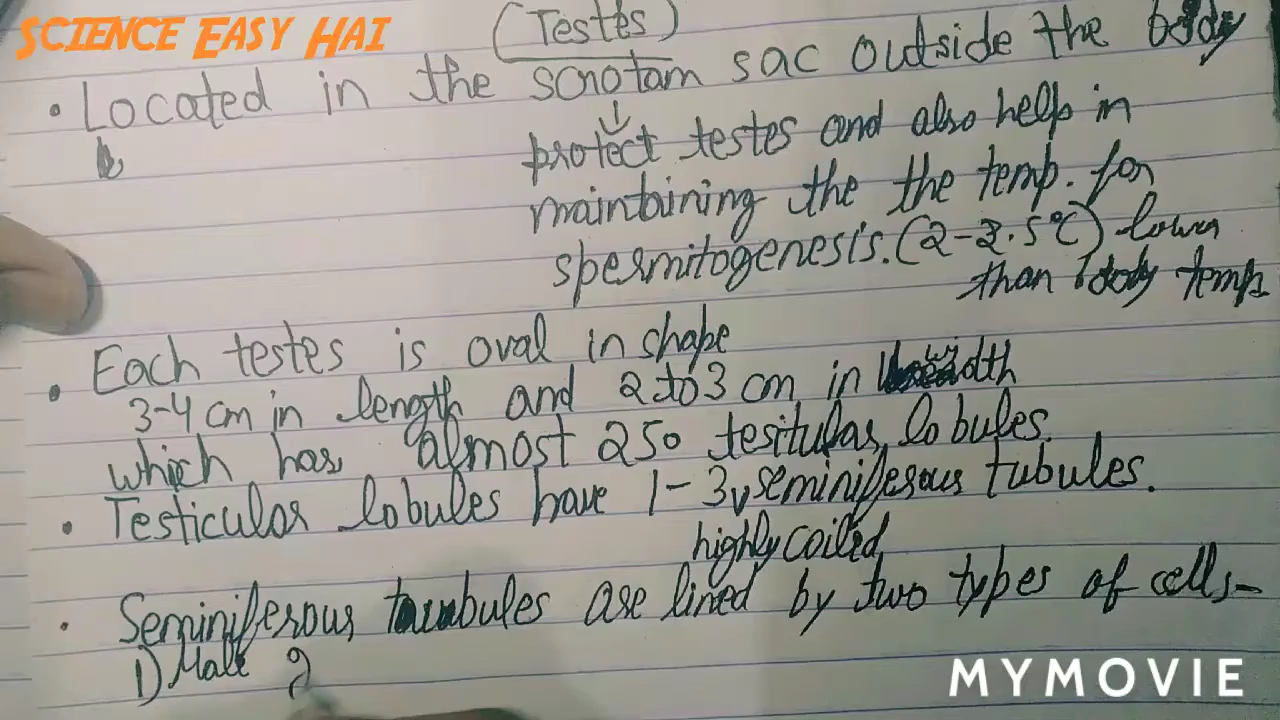 SCIENCE EASY HAI
(Testes)
• Located in the scrotam sac outside the body
protect testes and also help in
maintaining the the temp. for
spermitogenesis. (2-2.5°C) lower
than body temp
• Each testes is oval in shape
3-4 cm in length and 2 to 3 cm in width
which has almost 250 tesitular lobules.
• Testicular lobules have 1-3 seminiferous tubules.
highly coiled
• Seminiferous tubules are lined by two types of cells-
1) Male
MYMOVIE